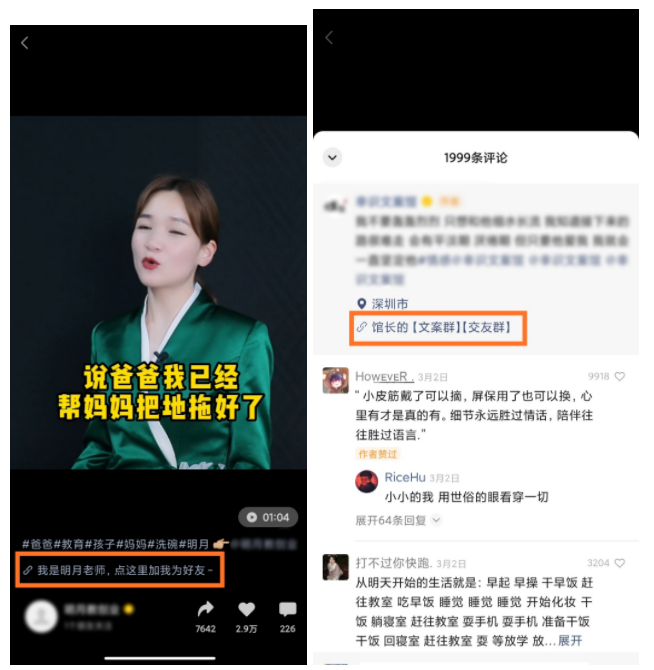 说爸爸我已经
帮妈妈把地拖好了
01:04
#爸爸#教育#孩子#妈妈#洗碗#明月
我是明月老师，点这里加我为好友~
7642
2.9万
226
1999条评论
深圳市
馆长的【文案群】【交友群】
HowᴇᴠᴇR . 3月2日
9918
“小皮筋戴了可以摘，屏保用了也可以换，心
里有才是真的有。细节永远胜过情话，陪伴往
往胜过语言.”
作者赞过
RiceHu 3月2日
小小的我 用世俗的眼看穿一切
展开64条回复
打不过你快跑. 3月2日
3204
从明天开始的生活就是：早起 早操 干早饭 赶
往教室 吃早饭 睡觉 睡觉 睡觉 开始化妆 干
饭 躺寝室 赶往教室 耍手机 耍手机 准备干饭
干饭 回寝室 赶往教室 耍 等放学 放... 展开